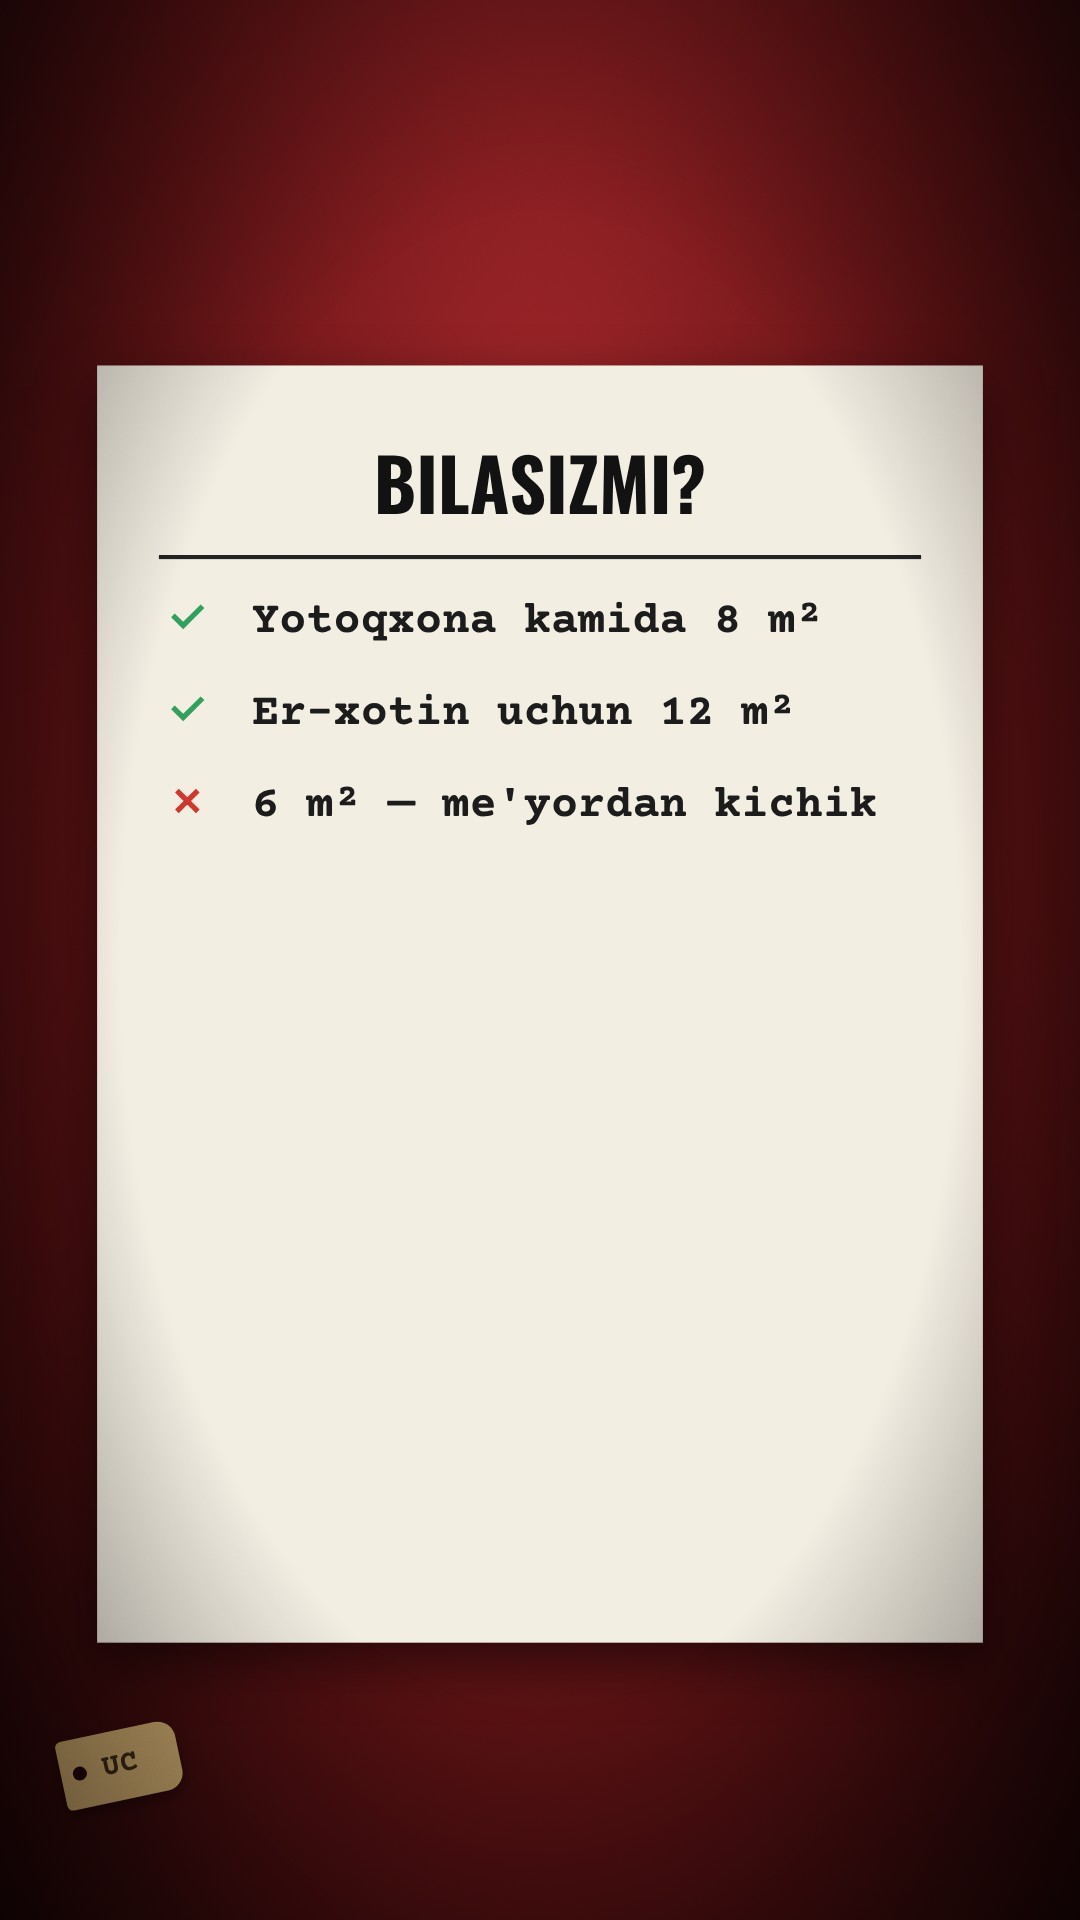 BILASIZMI?
Yotoqxona kamida 8 m²
Er-xotin uchun 12 m²
6 m² — me'yordan kichik
UC